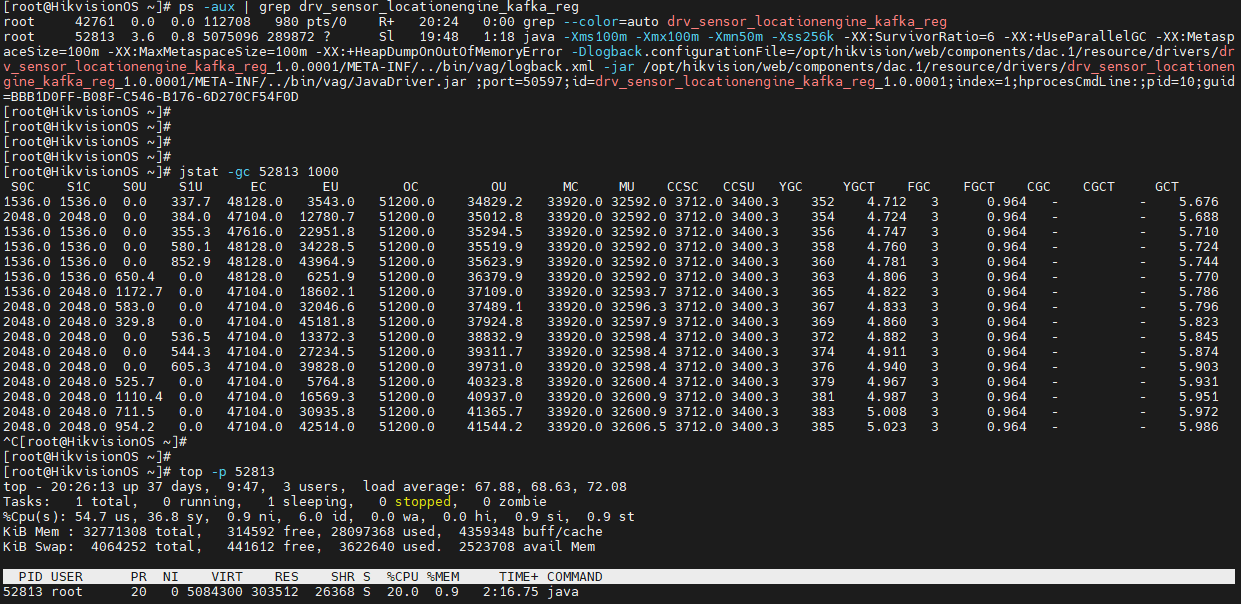 [root@HikvisionOS ~]# ps -aux | grep drv_sensor_locationengine_kafka_reg
root     42761  0.0  0.0 112708   980 pts/0    R+   20:24   0:00 grep --color=auto drv_sensor_locationengine_kafka_reg
root     52813  3.6  0.8 5075096 289872 ?      Sl   19:48   1:18 java -Xms100m -Xmx100m -Xmn50m -Xss256k -XX:SurvivorRatio=6 -XX:+UseParallelGC -XX:Metasp
aceSize=100m -XX:MaxMetaspaceSize=100m -XX:+HeapDumpOnOutOfMemoryError -Dlogback.configurationFile=/opt/hikvision/web/components/dac.1/resource/drivers/dr
v_sensor_locationengine_kafka_reg_1.0.0001/META-INF/../bin/vag/logback.xml -jar /opt/hikvision/web/components/dac.1/resource/drivers/drv_sensor_locationen
gine_kafka_reg_1.0.0001/META-INF/../bin/vag/JavaDriver.jar ;port=50597;id=drv_sensor_locationengine_kafka_reg_1.0.0001;index=1;hprocesCmdLine:;pid=10;guid
=BBB1D0FF-B08F-C546-B176-6D270CF54F0D
[root@HikvisionOS ~]#
[root@HikvisionOS ~]#
[root@HikvisionOS ~]#
[root@HikvisionOS ~]#
[root@HikvisionOS ~]# jstat -gc 52813 1000
S0C S1C S0U S1U EC EU OC OU MC MU CCSC CCSU YGC YGCT FGC FGCT CGC CGCT GCT
1536.0 1536.0 0.0 337.7 48128.0 3543.0 51200.0 34829.2 33920.0 32592.0 3712.0 3400.3 352 4.712 3 0.964 - - 5.676
2048.0 2048.0 0.0 384.0 47104.0 12780.7 51200.0 35012.8 33920.0 32592.0 3712.0 3400.3 354 4.724 3 0.964 - - 5.688
1536.0 1536.0 0.0 355.3 47616.0 22951.8 51200.0 35294.5 33920.0 32592.0 3712.0 3400.3 356 4.747 3 0.964 - - 5.710
1536.0 1536.0 0.0 580.1 48128.0 34228.5 51200.0 35519.9 33920.0 32592.0 3712.0 3400.3 358 4.760 3 0.964 - - 5.724
1536.0 1536.0 0.0 852.9 48128.0 43964.9 51200.0 35623.9 33920.0 32592.0 3712.0 3400.3 360 4.781 3 0.964 - - 5.744
1536.0 1536.0 650.4 0.0 48128.0 6251.9 51200.0 36379.9 33920.0 32592.0 3712.0 3400.3 363 4.806 3 0.964 - - 5.770
1536.0 2048.0 1172.7 0.0 47104.0 18602.1 51200.0 37109.0 33920.0 32593.7 3712.0 3400.3 365 4.822 3 0.964 - - 5.786
2048.0 2048.0 583.0 0.0 47104.0 32046.6 51200.0 37489.1 33920.0 32596.3 3712.0 3400.3 367 4.833 3 0.964 - - 5.796
2048.0 2048.0 329.8 0.0 47104.0 45181.8 51200.0 37924.8 33920.0 32597.9 3712.0 3400.3 369 4.860 3 0.964 - - 5.823
2048.0 2048.0 0.0 536.5 47104.0 13372.3 51200.0 38832.9 33920.0 32598.4 3712.0 3400.3 372 4.882 3 0.964 - - 5.845
2048.0 2048.0 0.0 544.3 47104.0 27234.5 51200.0 39311.7 33920.0 32598.4 3712.0 3400.3 374 4.911 3 0.964 - - 5.874
2048.0 2048.0 0.0 605.3 47104.0 39828.0 51200.0 39731.0 33920.0 32598.4 3712.0 3400.3 376 4.940 3 0.964 - - 5.903
2048.0 2048.0 525.7 0.0 47104.0 5764.8 51200.0 40323.8 33920.0 32600.4 3712.0 3400.3 379 4.967 3 0.964 - - 5.931
2048.0 2048.0 1110.4 0.0 47104.0 16569.3 51200.0 40937.0 33920.0 32600.9 3712.0 3400.3 381 4.987 3 0.964 - - 5.951
2048.0 2048.0 711.5 0.0 47104.0 30935.8 51200.0 41365.7 33920.0 32600.9 3712.0 3400.3 383 5.008 3 0.964 - - 5.972
2048.0 2048.0 954.2 0.0 47104.0 42514.0 51200.0 41544.2 33920.0 32606.5 3712.0 3400.3 385 5.023 3 0.964 - - 5.986
^C[root@HikvisionOS ~]#
[root@HikvisionOS ~]#
[root@HikvisionOS ~]# top -p 52813
top - 20:26:13 up 37 days,  9:47,  3 users,  load average: 67.88, 68.63, 72.08
Tasks:   1 total,   0 running,   1 sleeping,   0 stopped,   0 zombie
%Cpu(s): 54.7 us, 36.8 sy,  0.9 ni,  6.0 id,  0.0 wa,  0.0 hi,  0.9 si,  0.9 st
KiB Mem : 32771308 total,   314592 free, 28097368 used,  4359348 buff/cache
KiB Swap:  4064252 total,   441612 free,  3622640 used.  2523708 avail Mem
PID USER      PR  NI    VIRT    RES    SHR S  %CPU %MEM     TIME+ COMMAND
52813 root      20   0 5084300 303512  26368 S  20.0  0.9   2:16.75 java